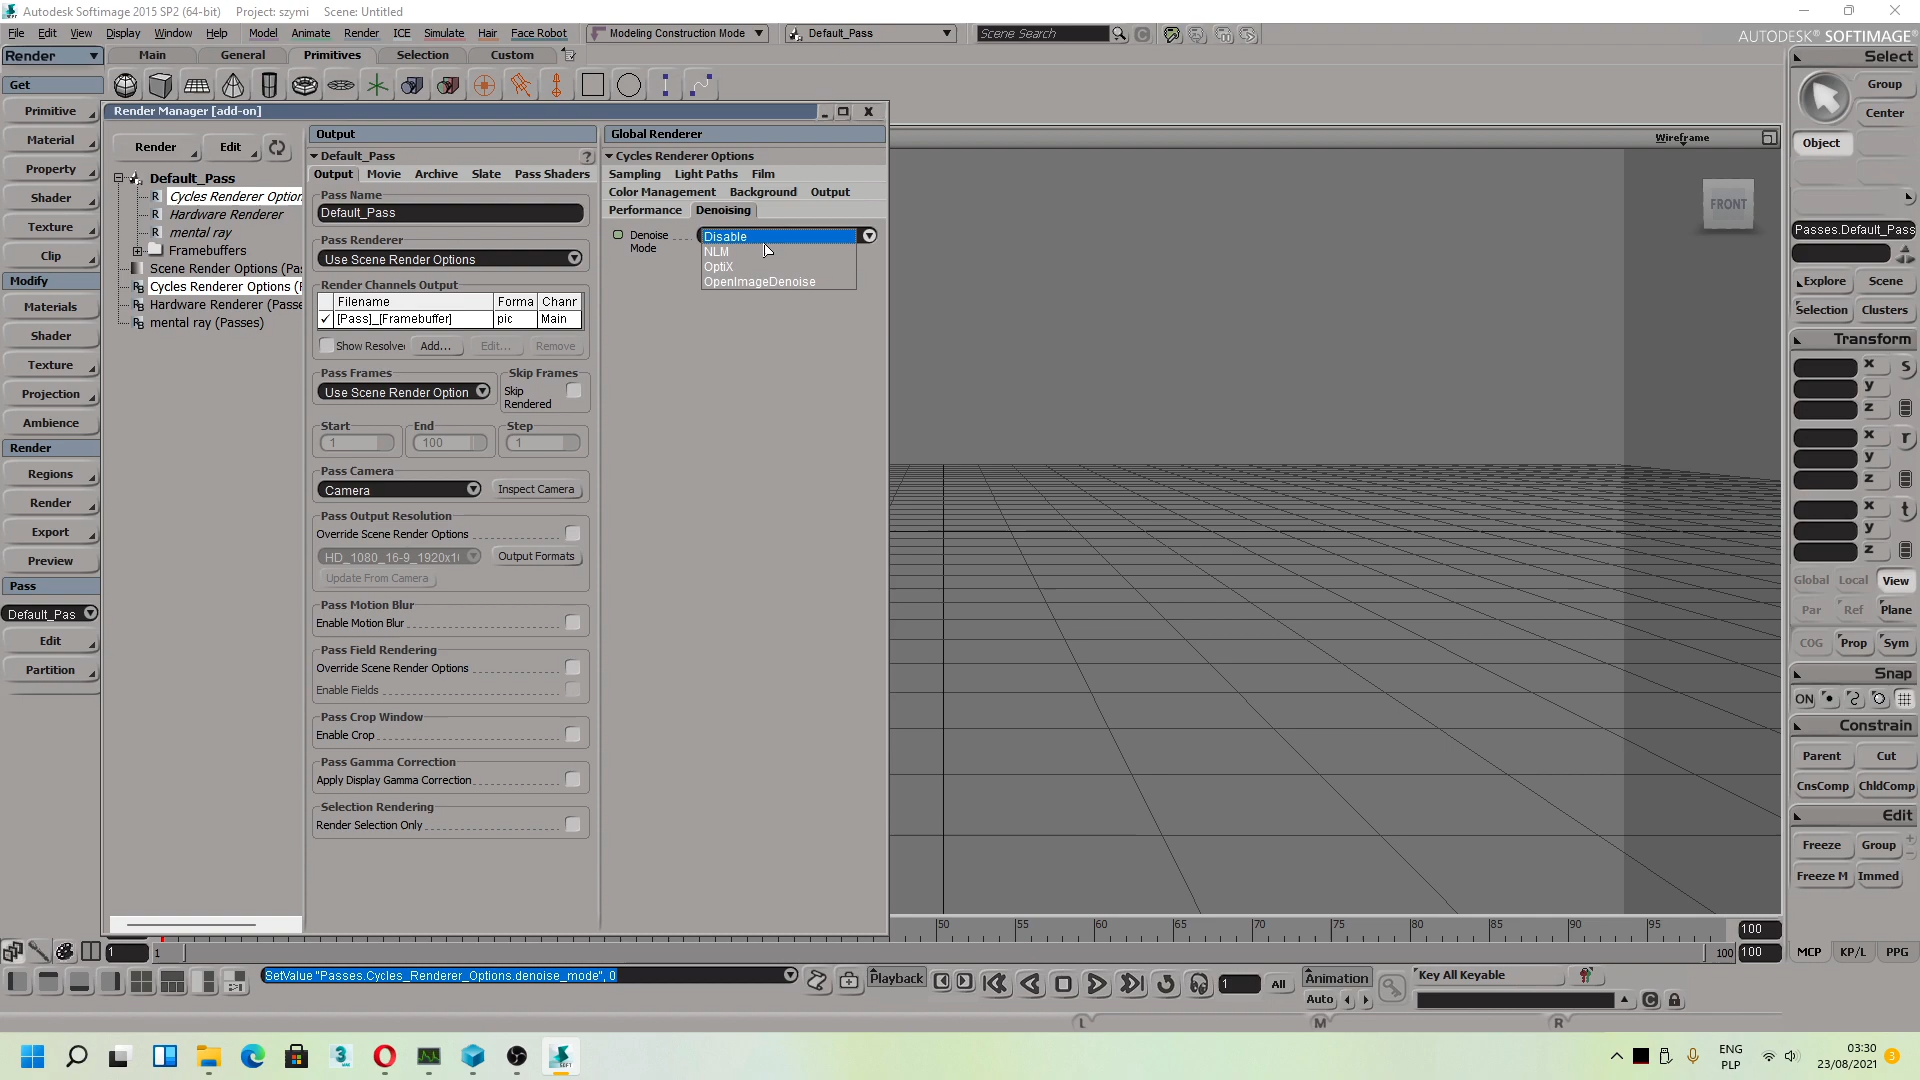 Autodesk Softimage 2015 SP2 (64-bit)    Project: szymi    Scene: Untitled
File Edit View Display Window Help Model Animate Render ICE Simulate Hair Face Robot Modeling Construction Mode Default_Pass Scene Search
AUTODESK® SOFTIMAGE®
Render Main General Primitives Selection Custom
Get
Primitive
Material
Property
Shader
Texture
Clip
Modify
Materials
Shader
Texture
Projection
Ambience
Render
Regions
Render
Export
Preview
Pass
Default_Pas
Edit
Partition
Render Manager [add-on]
Render Edit
Default_Pass
R Cycles Renderer Option
R Hardware Renderer
R mental ray
Framebuffers
Scene Render Options (Pas
Cycles Renderer Options (
Hardware Renderer (Passe
mental ray (Passes)
Output
Default_Pass ?
Output Movie Archive Slate Pass Shaders
Pass Name
Default_Pass
Pass Renderer
Use Scene Render Options
Render Channels Output
Filename Forma Chanr
[Pass]_[Framebuffer] pic Main
Show Resolved Add... Edit... Remove
Pass Frames Skip Frames
Use Scene Render Option Skip
Rendered
Start End Step
1 100 1
Pass Camera
Camera Inspect Camera
Pass Output Resolution
Override Scene Render Options
HD_1080_16-9_1920x1 Output Formats
Update From Camera
Pass Motion Blur
Enable Motion Blur
Pass Field Rendering
Override Scene Render Options
Enable Fields
Pass Crop Window
Enable Crop
Pass Gamma Correction
Apply Display Gamma Correction
Selection Rendering
Render Selection Only
Global Renderer
Cycles Renderer Options
Sampling Light Paths Film
Color Management Background Output
Performance Denoising
Denoise
Mode
Disable
NLM
OptiX
OpenImageDenoise
Wireframe
FRONT
Select
Group
Center
Object
Passes.Default_Pass
Explore Scene
Selection Clusters
Transform
x s
y
z
x r
y
z
x t
y
z
Global Local View
Par Ref Plane
COG Prop Sym
Snap
ON
Constrain
Parent Cut
CnsComp ChldComp
Edit
Freeze Group
Freeze M Immed
50 55 60 65 70 75 80 85 90 95 100
1 1 100 100
MCP KP/L PPG
SetValue "Passes.Cycles_Renderer_Options.denoise_mode", 0
Playback 1 All Animation
Auto
Key All Keyable
L M R
ENG
PLP
03:30
23/08/2021
3